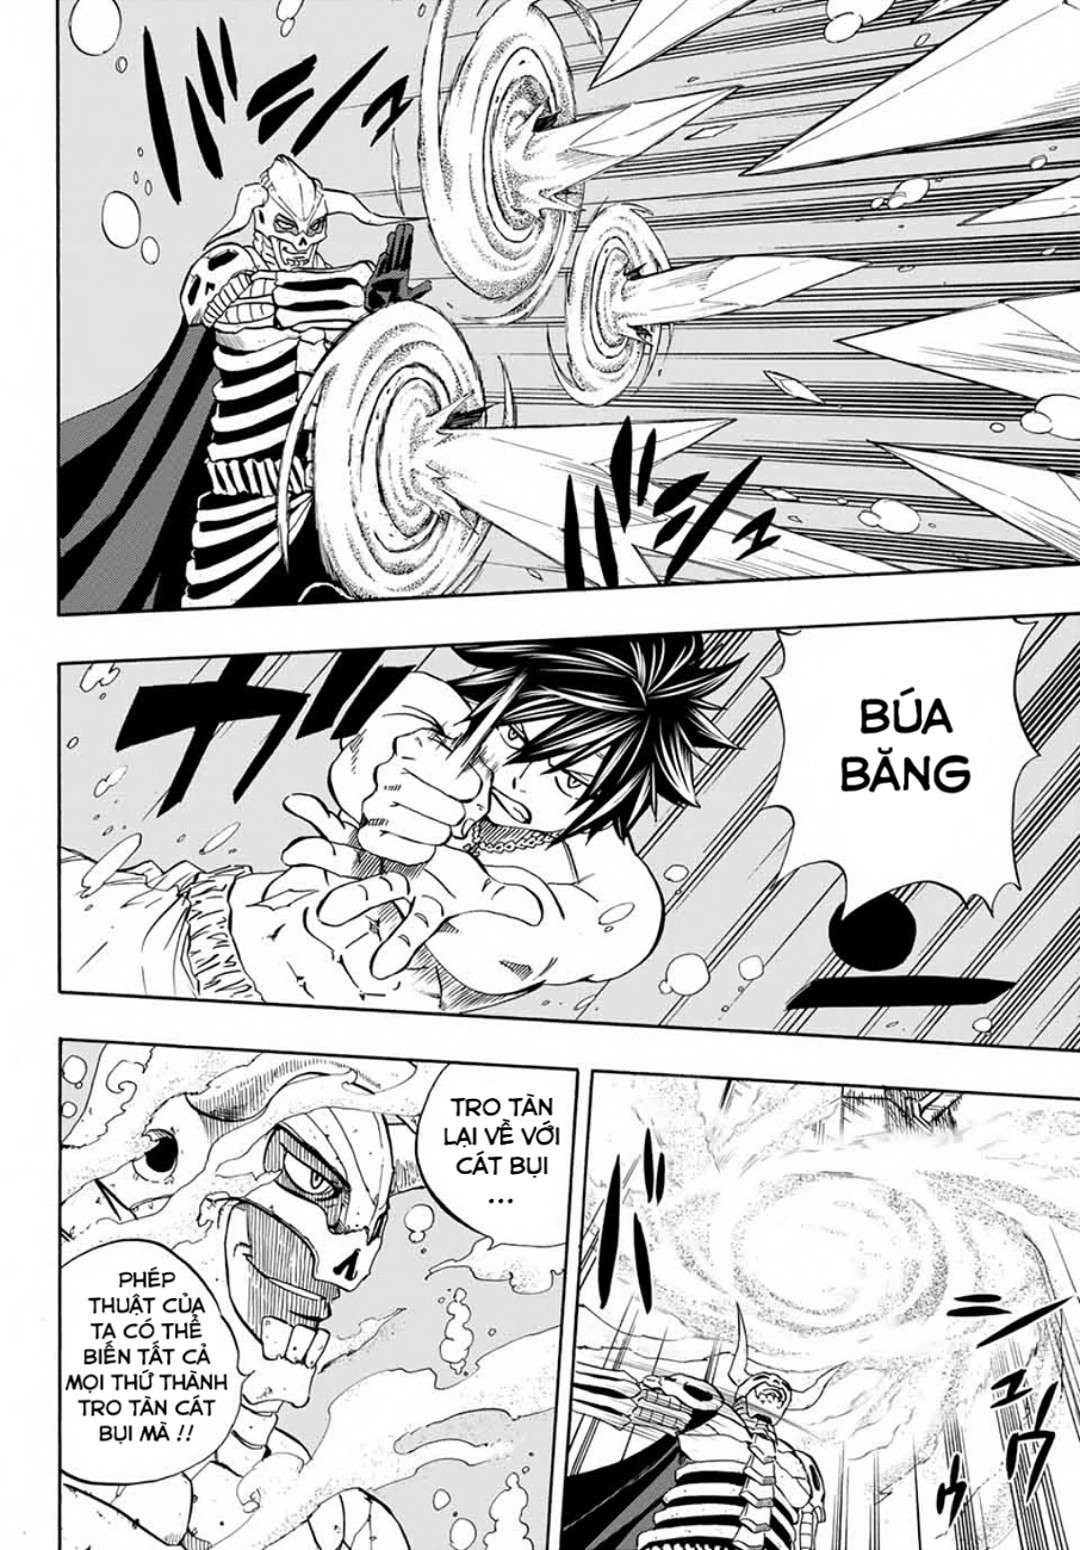 BÚA
BĂNG
TRO TÀN
LẠI VỀ VỚI
CÁT BỤI
...
PHÉP
THUẬT CỦA
TA CÓ THỂ
BIẾN TẤT CẢ
MỌI THỨ THÀNH
TRO TÀN CÁT
BỤI MÀ !!